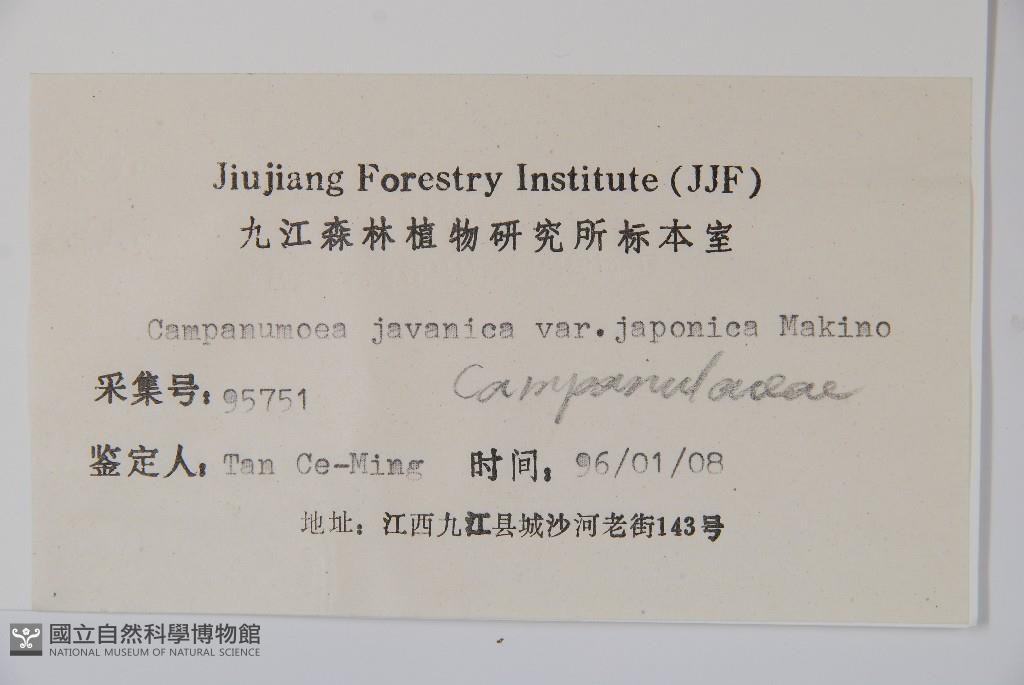 Jiujiang Forestry Institute (JJF)
九江森林植物研究所标本室
Campanumoea javanica var. japonica Makino
Campanulaceae
采集号: 95751
鉴定人: Tan Ce-Ming 时间: 96/01/08
地址: 江西九江县城沙河老街143号
國立自然科學博物館
NATIONAL MUSEUM OF NATURAL SCIENCE